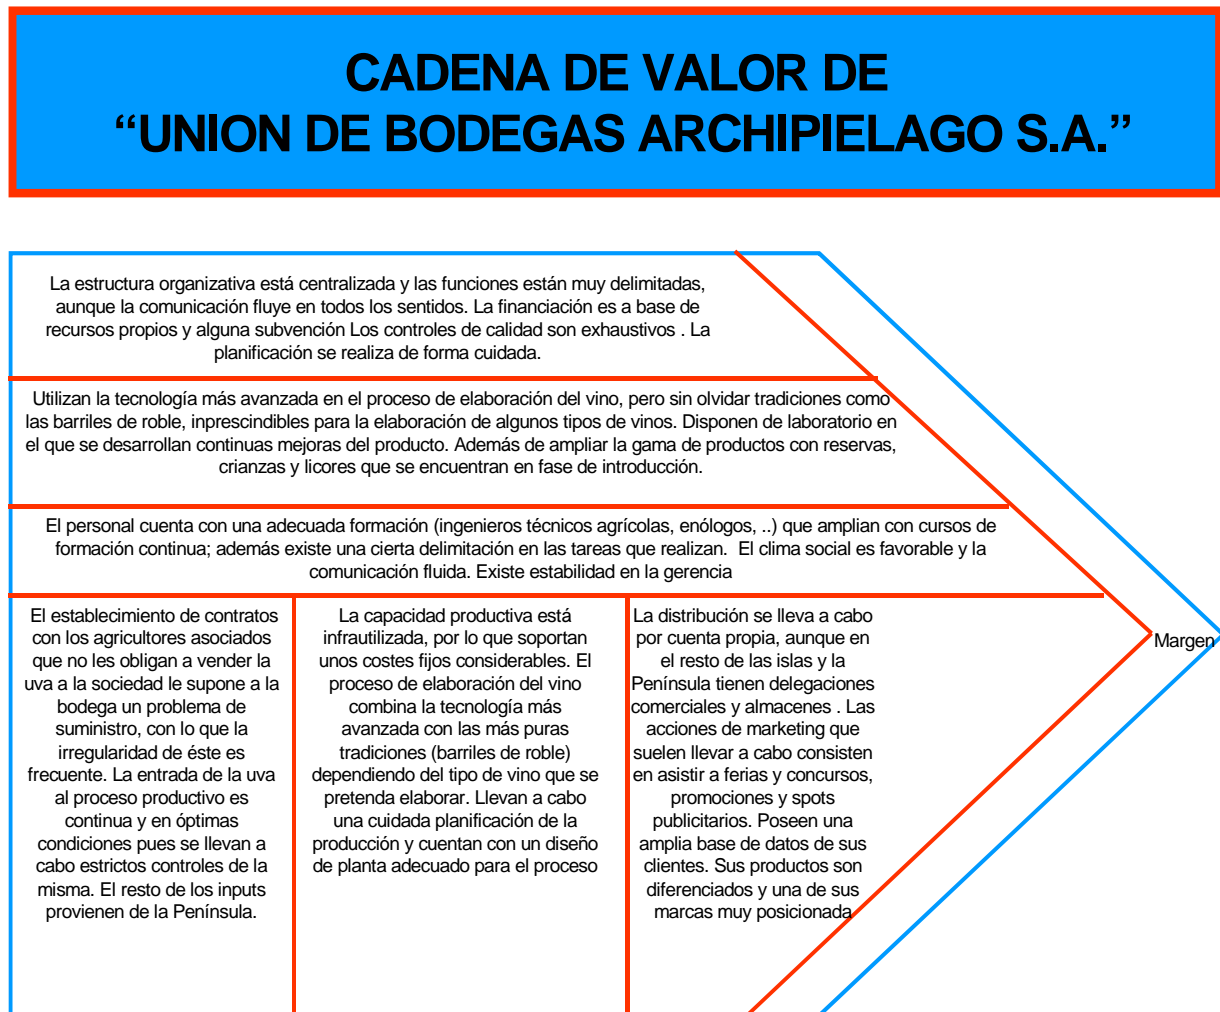 CADENA DE VALOR DE
“UNION DE BODEGAS ARCHIPIELAGO S.A.”
La estructura organizativa está centralizada y las funciones están muy delimitadas,
aunque la comunicación fluye en todos los sentidos. La financiación es a base de
recursos propios y alguna subvención Los controles de calidad son exhaustivos . La
planificación se realiza de forma cuidada.
Utilizan la tecnología más avanzada en el proceso de elaboración del vino, pero sin olvidar tradiciones como
las barriles de roble, inprescindibles para la elaboración de algunos tipos de vinos. Disponen de laboratorio en
el que se desarrollan continuas mejoras del producto. Además de ampliar la gama de productos con reservas,
crianzas y licores que se encuentran en fase de introducción.
El personal cuenta con una adecuada formación (ingenieros técnicos agrícolas, enólogos, ..) que amplian con cursos de
formación continua; además existe una cierta delimitación en las tareas que realizan.  El clima social es favorable y la
comunicación fluida. Existe estabilidad en la gerencia
El establecimiento de contratos
con los agricultores asociados
que no les obligan a vender la
uva a la sociedad le supone a la
bodega un problema de
suministro, con lo que la
irregularidad de éste es
frecuente. La entrada de la uva
al proceso productivo es
continua y en óptimas
condiciones pues se llevan a
cabo estrictos controles de la
misma. El resto de los inputs
provienen de la Península.
La capacidad productiva está
infrautilizada, por lo que soportan
unos costes fijos considerables. El
proceso de elaboración del vino
combina la tecnología más
avanzada con las más puras
tradiciones (barriles de roble)
dependiendo del tipo de vino que se
pretenda elaborar. Llevan a cabo
una cuidada planificación de la
producción y cuentan con un diseño
de planta adecuado para el proceso
La distribución se lleva a cabo
por cuenta propia, aunque en
el resto de las islas y la
Península tienen delegaciones
comerciales y almacenes . Las
acciones de marketing que
suelen llevar a cabo consisten
en asistir a ferias y concursos,
promociones y spots
publicitarios. Poseen una
amplia base de datos de sus
clientes. Sus productos son
diferenciados y una de sus
marcas muy posicionada
Margen